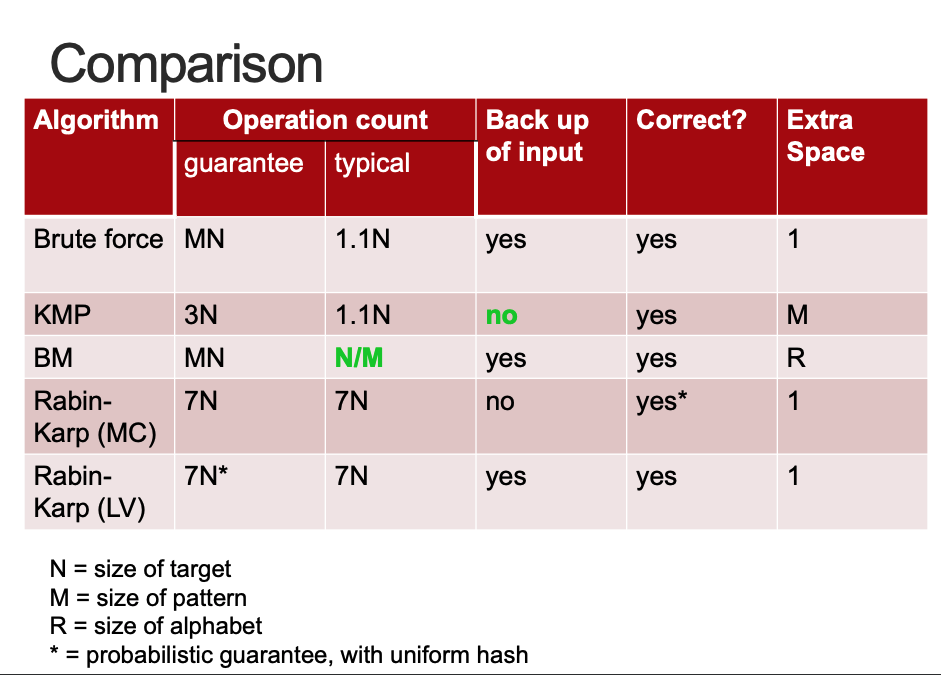 Comparison
Algorithm Operation count Back up of input Correct? Extra Space
guarantee typical
Brute force MN 1.1N yes yes 1
KMP 3N 1.1N no yes M
BM MN N/M yes yes R
Rabin-Karp (MC) 7N 7N no yes* 1
Rabin-Karp (LV) 7N* 7N yes yes 1
N = size of target
M = size of pattern
R = size of alphabet
* = probabilistic guarantee, with uniform hash